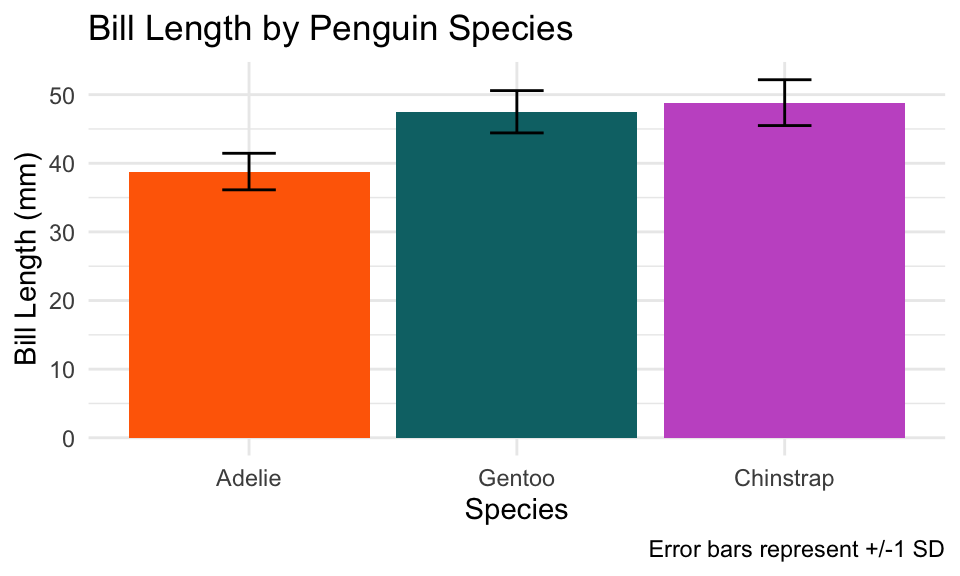 Bill Length by Penguin Species
Bill Length (mm)
50
40
30
20
10
0
Adelie
Gentoo
Chinstrap
Species
Error bars represent +/-1 SD